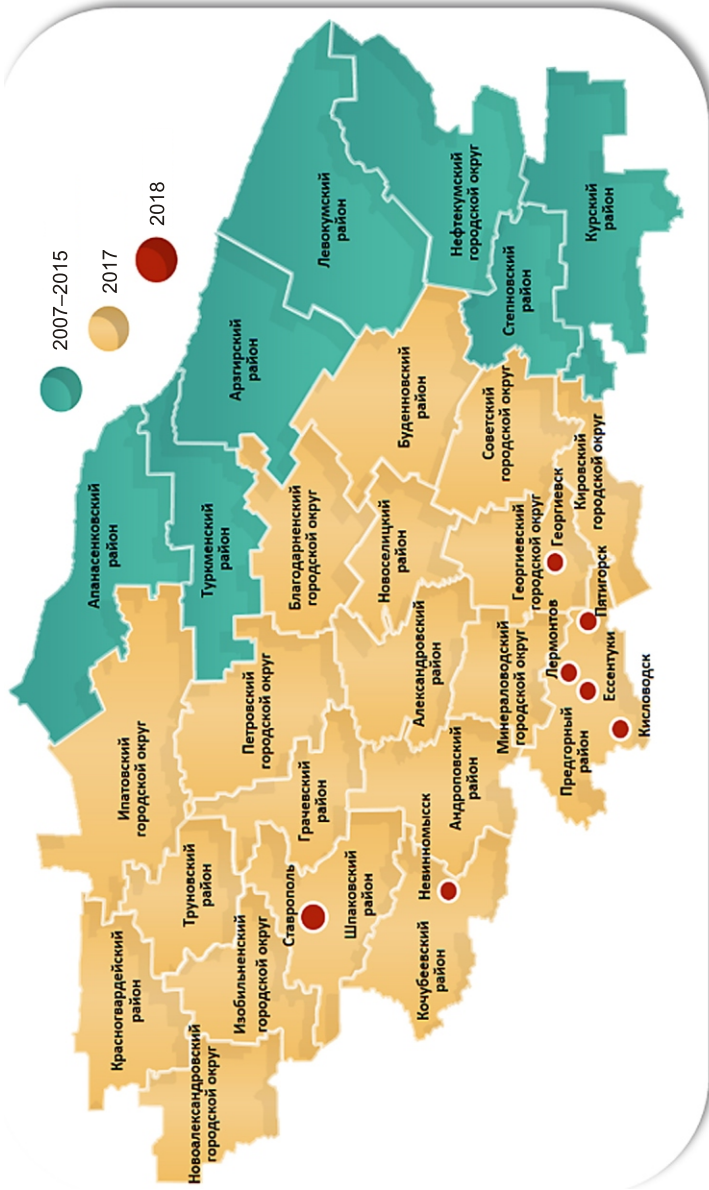 2007–2015
2017
2018
Апанасенковский
район
Туркменский
район
Арзгирский
район
Левокумский
район
Нефтекумский
городской округ
Степновский
район
Курский
район
Буденновский
район
Советский
городской округ
Кировский
городской округ
Благодарненский
городской округ
Новоселицкий
район
Георгиевский
городской округ
Георгиевск
Ипатовский
городской округ
Петровский
городской округ
Александровский
район
Минераловодский
городской округ
Лермонтов
Пятигорск
Ессентуки
Кисловодск
Предгорный
район
Грачевский
район
Андроповский
район
Невинномысск
Труновский
район
Ставрополь
Шпаковский
район
Кочубеевский
район
Красногвардейский
район
Изобильненский
городской округ
Новоалександровский
городской округ